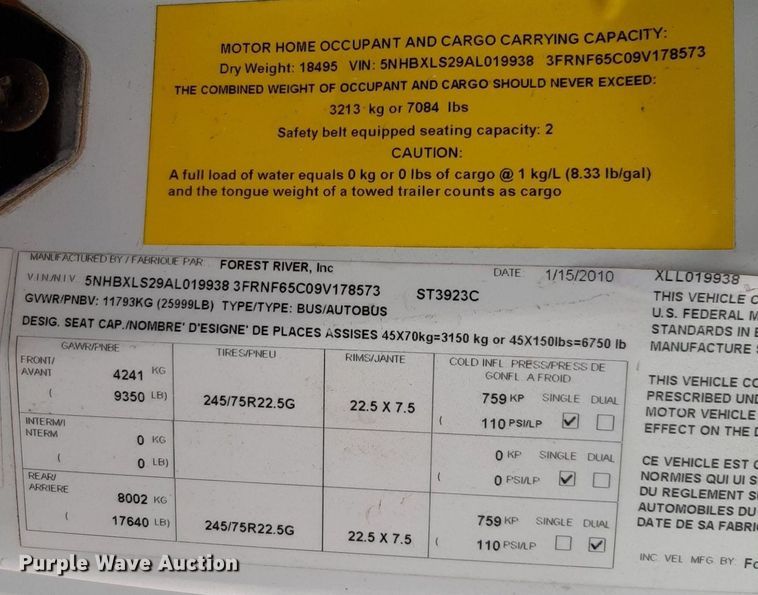 MOTOR HOME OCCUPANT AND CARGO CARRYING CAPACITY:
Dry Weight: 18495 VIN: 5NHBXLS29AL019938 3FRNF65C09V178573
THE COMBINED WEIGHT OF OCCUPANT AND CARGO SHOULD NEVER EXCEED:
3213 kg or 7084 lbs
Safety belt equipped seating capacity: 2
CAUTION:
A full load of water equals 0 kg or 0 lbs of cargo @ 1 kg/L (8.33 lb/gal)
and the tongue weight of a towed trailer counts as cargo
MANUFACTURED BY / FABRIQUE PAR: FOREST RIVER, Inc DATE: 1/15/2010 XLL019938
VIN/NIV 5NHBXLS29AL019938 3FRNF65C09V178573 ST3923C
GVWR/PNBV: 11793KG (25999LB) TYPE/TYPE: BUS/AUTOBUS
DESIG. SEAT CAP./NOMBRE' D'ESIGNE' DE PLACES ASSISES 45X70kg=3150 kg or 45X150lbs=6750 lb
GAWR/PNBE TIRES/PNEU RIMS/JANTE COLD INFL PRESS/PRESS DE
GONFL A FROID
FRONT/
AVANT 4241 KG 759 KP SINGLE DUAL
( 9350 LB) 245/75R22.5G 22.5 X 7.5 ( 110 PSI/LP
INTERM/I
NTERM 0 KG 0 KP SINGLE DUAL
( 0 LB) ( 0 PSI/LP
REAR/
ARRIERE 8002 KG 759 KP SINGLE DUAL
( 17640 LB) 245/75R22.5G 22.5 X 7.5 ( 110 PSI/LP
THIS VEHICLE C
U.S. FEDERAL M
STANDARDS IN E
MANUFACTURE
THIS VEHICLE CO
PRESCRIBED UND
MOTOR VEHICLE
EFFECT ON THE D
CE VEHICLE EST C
NORMIES QUI UI S
DU REGLEMENT S
AUTOMOBILES DU
DATE DE SA FABRI
INC. VEL. MFG. BY: Fo
Purple Wave Auction